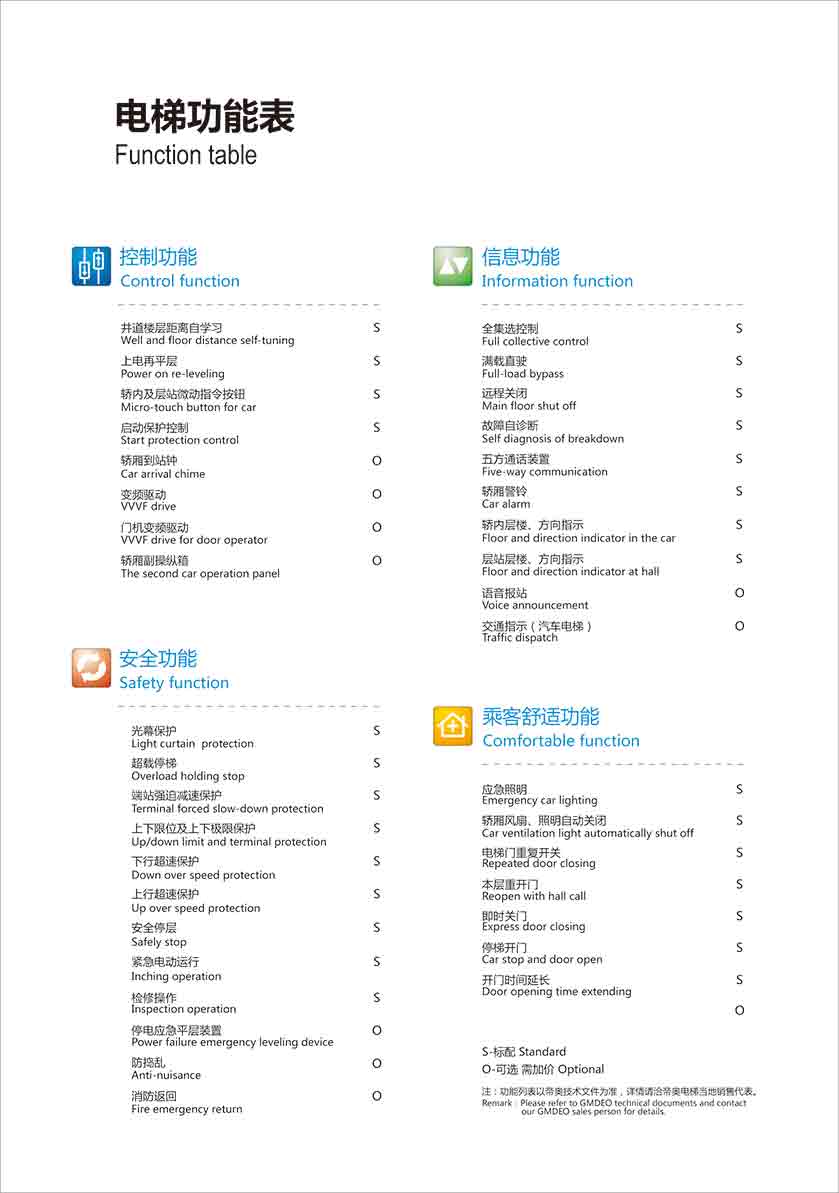 电梯功能表
Function table
控制功能
Control function
井道楼层距离自学习 S
Well and floor distance self-tuning
上电再平层 S
Power on re-leveling
轿内及层站微动指令按钮 S
Micro-touch button for car
启动保护控制 S
Start protection control
轿厢到站钟 O
Car arrival chime
变频驱动 O
VVVF drive
门机变频驱动 O
VVVF drive for door operator
轿厢副操纵箱 O
The second car operation panel
安全功能
Safety function
光幕保护 S
Light curtain protection
超载停梯 S
Overload holding stop
端站强迫减速保护 S
Terminal forced slow-down protection
上下限位及上下极限保护 S
Up/down limit and terminal protection
下行超速保护 S
Down over speed protection
上行超速保护 S
Up over speed protection
安全停层 S
Safely stop
紧急电动运行 S
Inching operation
检修操作 S
Inspection operation
停电应急平层装置 O
Power failure emergency leveling device
防捣乱 O
Anti-nuisance
消防返回 O
Fire emergency return
信息功能
Information function
全集选控制 S
Full collective control
满载直驶 S
Full-load bypass
远程关闭 S
Main floor shut off
故障自诊断 S
Self diagnosis of breakdown
五方通话装置 S
Five-way communication
轿厢警铃 S
Car alarm
轿内层楼、方向指示 S
Floor and direction indicator in the car
层站层楼、方向指示 S
Floor and direction indicator at hall
语音报站 O
Voice announcement
交通指示（汽车电梯） O
Traffic dispatch
乘客舒适功能
Comfortable function
应急照明 S
Emergency car lighting
轿厢风扇、照明自动关闭 S
Car ventilation light automatically shut off
电梯门重复开关 S
Repeated door closing
本层重开门 S
Reopen with hall call
即时关门 S
Express door closing
停梯开门 S
Car stop and door open
开门时间延长 S
Door opening time extending
O
S-标配 Standard
O-可选 需加价 Optional
注：功能列表以帝奥技术文件为准，详情请洽帝奥电梯当地销售代表。
Remark：Please refer to GMDEO technical documents and contact
our GMDEO sales person for details.